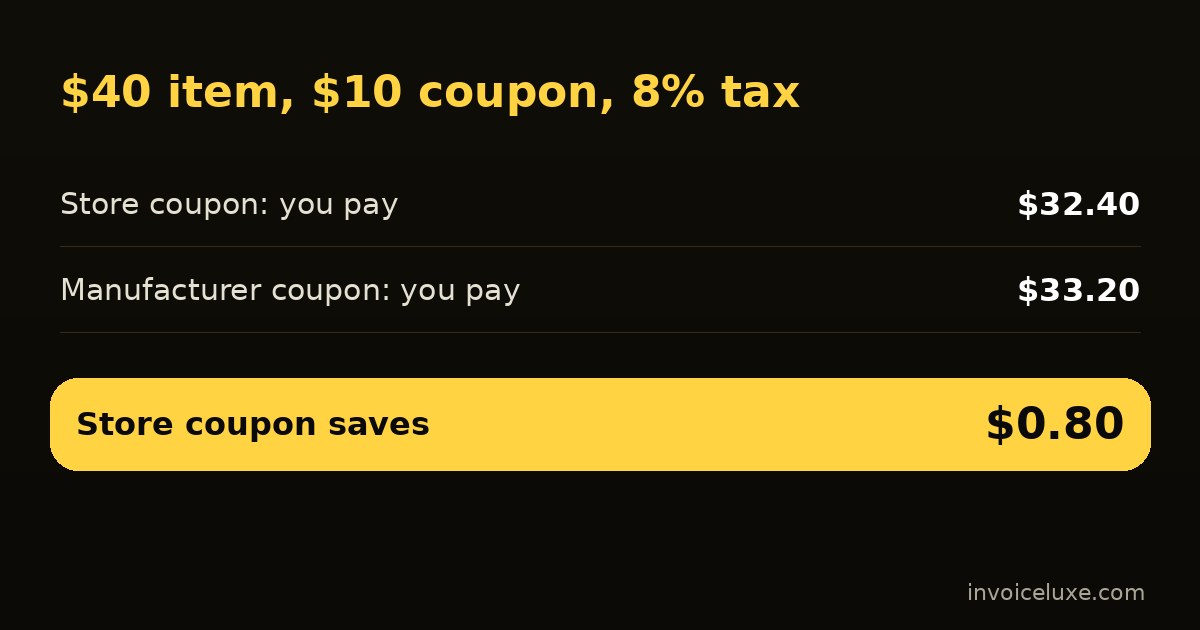 $40 item, $10 coupon, 8% tax
Store coupon: you pay $32.40
Manufacturer coupon: you pay $33.20
Store coupon saves $0.80
invoiceluxe.com